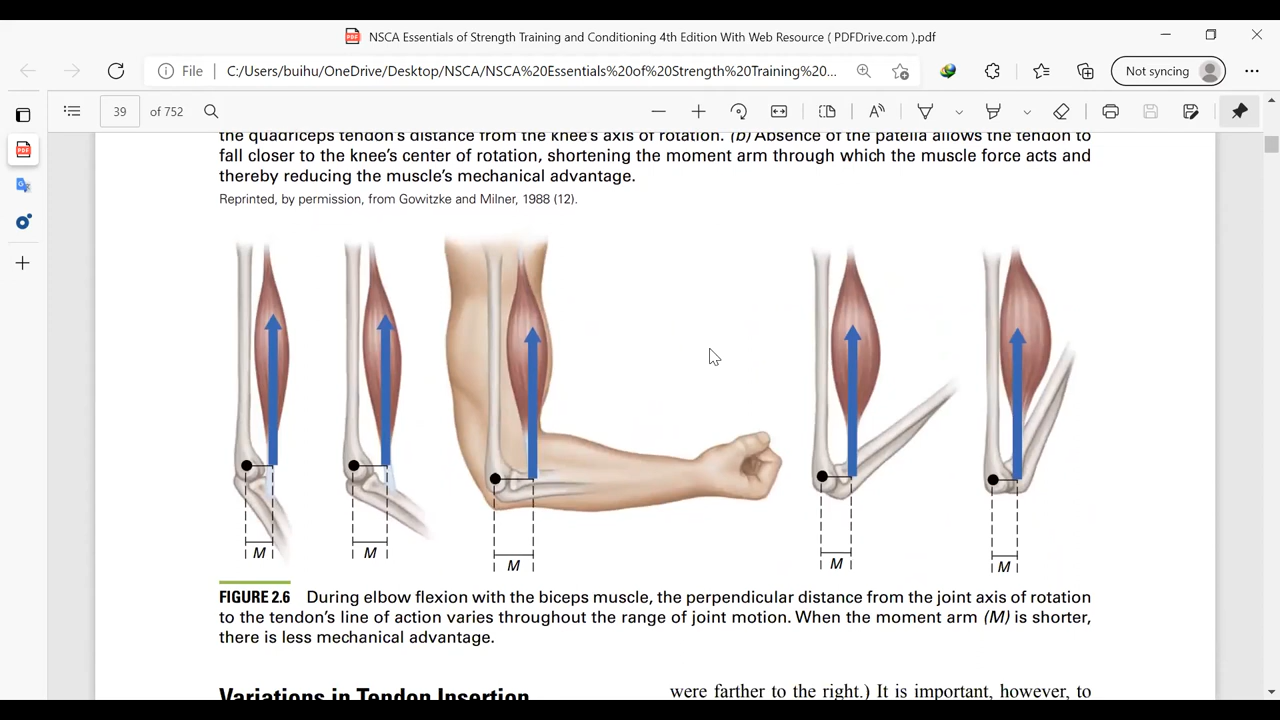 NSCA Essentials of Strength Training and Conditioning 4th Edition With Web Resource ( PDFDrive.com ).pdf
File C:/Users/buihu/OneDrive/Desktop/NSCA/NSCA%20Essentials%20of%20Strength%20Training%20...
Not syncing
39 of 752
the quadriceps tendon's distance from the knee's axis of rotation. (b) Absence of the patella allows the tendon to
fall closer to the knee's center of rotation, shortening the moment arm through which the muscle force acts and
thereby reducing the muscle's mechanical advantage.
Reprinted, by permission, from Gowitzke and Milner, 1988 (12).
M M M M M
FIGURE 2.6 During elbow flexion with the biceps muscle, the perpendicular distance from the joint axis of rotation
to the tendon's line of action varies throughout the range of joint motion. When the moment arm (M) is shorter,
there is less mechanical advantage.
Variations in Tendon Insertion
were farther to the right.) It is important, however, to